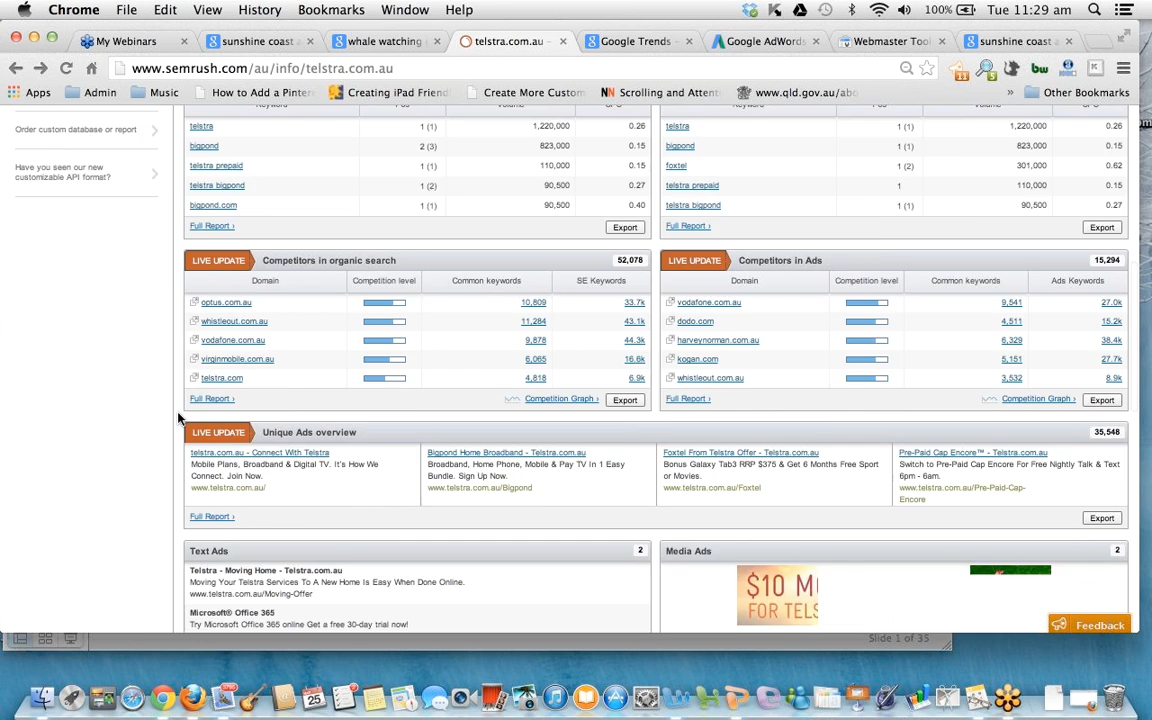 Chrome File Edit View History Bookmarks Window Help 100% Tue 11:29 am
My Webinars × sunshine coast × whale watching × telstra.com.au - × Google Trends - × Google AdWords × Webmaster Tool × sunshine coast ×
www.semrush.com/au/info/telstra.com.au
Apps Admin Music How to Add a Pinter Creating iPad Friend Create More Custom NN Scrolling and Attent www.qld.gov.au/abo » Other Bookmarks
Order custom database or report
Have you seen our new
customizable API format?
telstra 1 (1) 1,220,000 0.26
bigpond 2 (3) 823,000 0.15
telstra prepaid 1 (1) 110,000 0.15
telstra bigpond 1 (2) 90,500 0.27
bigpond.com 1 (1) 90,500 0.40
Full Report › Export
telstra 1 (1) 1,220,000 0.26
bigpond 1 (1) 823,000 0.15
foxtel 1 (2) 301,000 0.62
telstra prepaid 1 110,000 0.15
telstra bigpond 1 (1) 90,500 0.27
Full Report › Export
LIVE UPDATE Competitors in organic search 52,078
Domain Competition level Common keywords SE Keywords
optus.com.au 10,809 33.7k
whistleout.com.au 11,284 43.1k
vodafone.com.au 9,878 44.3k
virginmobile.com.au 6,065 16.6k
telstra.com 4,818 6.9k
Full Report › Competition Graph › Export
LIVE UPDATE Competitors in Ads 15,294
Domain Competition level Common keywords Ads Keywords
vodafone.com.au 9,541 27.0k
dodo.com 4,511 15.2k
harveynorman.com.au 6,329 38.4k
kogan.com 5,151 27.7k
whistleout.com.au 3,532 8.9k
Full Report › Competition Graph › Export
LIVE UPDATE Unique Ads overview 35,548
telstra.com.au - Connect With Telstra
Mobile Plans, Broadband & Digital TV. It's How We
Connect. Join Now.
www.telstra.com.au/
Bigpond Home Broadband - Telstra.com.au
Broadband, Home Phone, Mobile & Pay TV In 1 Easy
Bundle. Sign Up Now.
www.telstra.com.au/Bigpond
Foxtel From Telstra Offer - Telstra.com.au
Bonus Galaxy Tab3 RRP $375 & Get 6 Months Free Sport
or Movies.
www.telstra.com.au/Foxtel
Pre-Paid Cap Encore™ - Telstra.com.au
Switch to Pre-Paid Cap Encore For Free Nightly Talk & Text
6pm - 6am.
www.telstra.com.au/Pre-Paid-Cap-
Encore
Full Report › Export
Text Ads 2
Telstra - Moving Home - Telstra.com.au
Moving Your Telstra Services To A New Home Is Easy When Done Online.
www.telstra.com.au/Moving-Offer
Microsoft® Office 365
Try Microsoft Office 365 online Get a free 30-day trial now!
Media Ads 2
$10 M
FOR TELS
Feedback
Slide 1 of 35